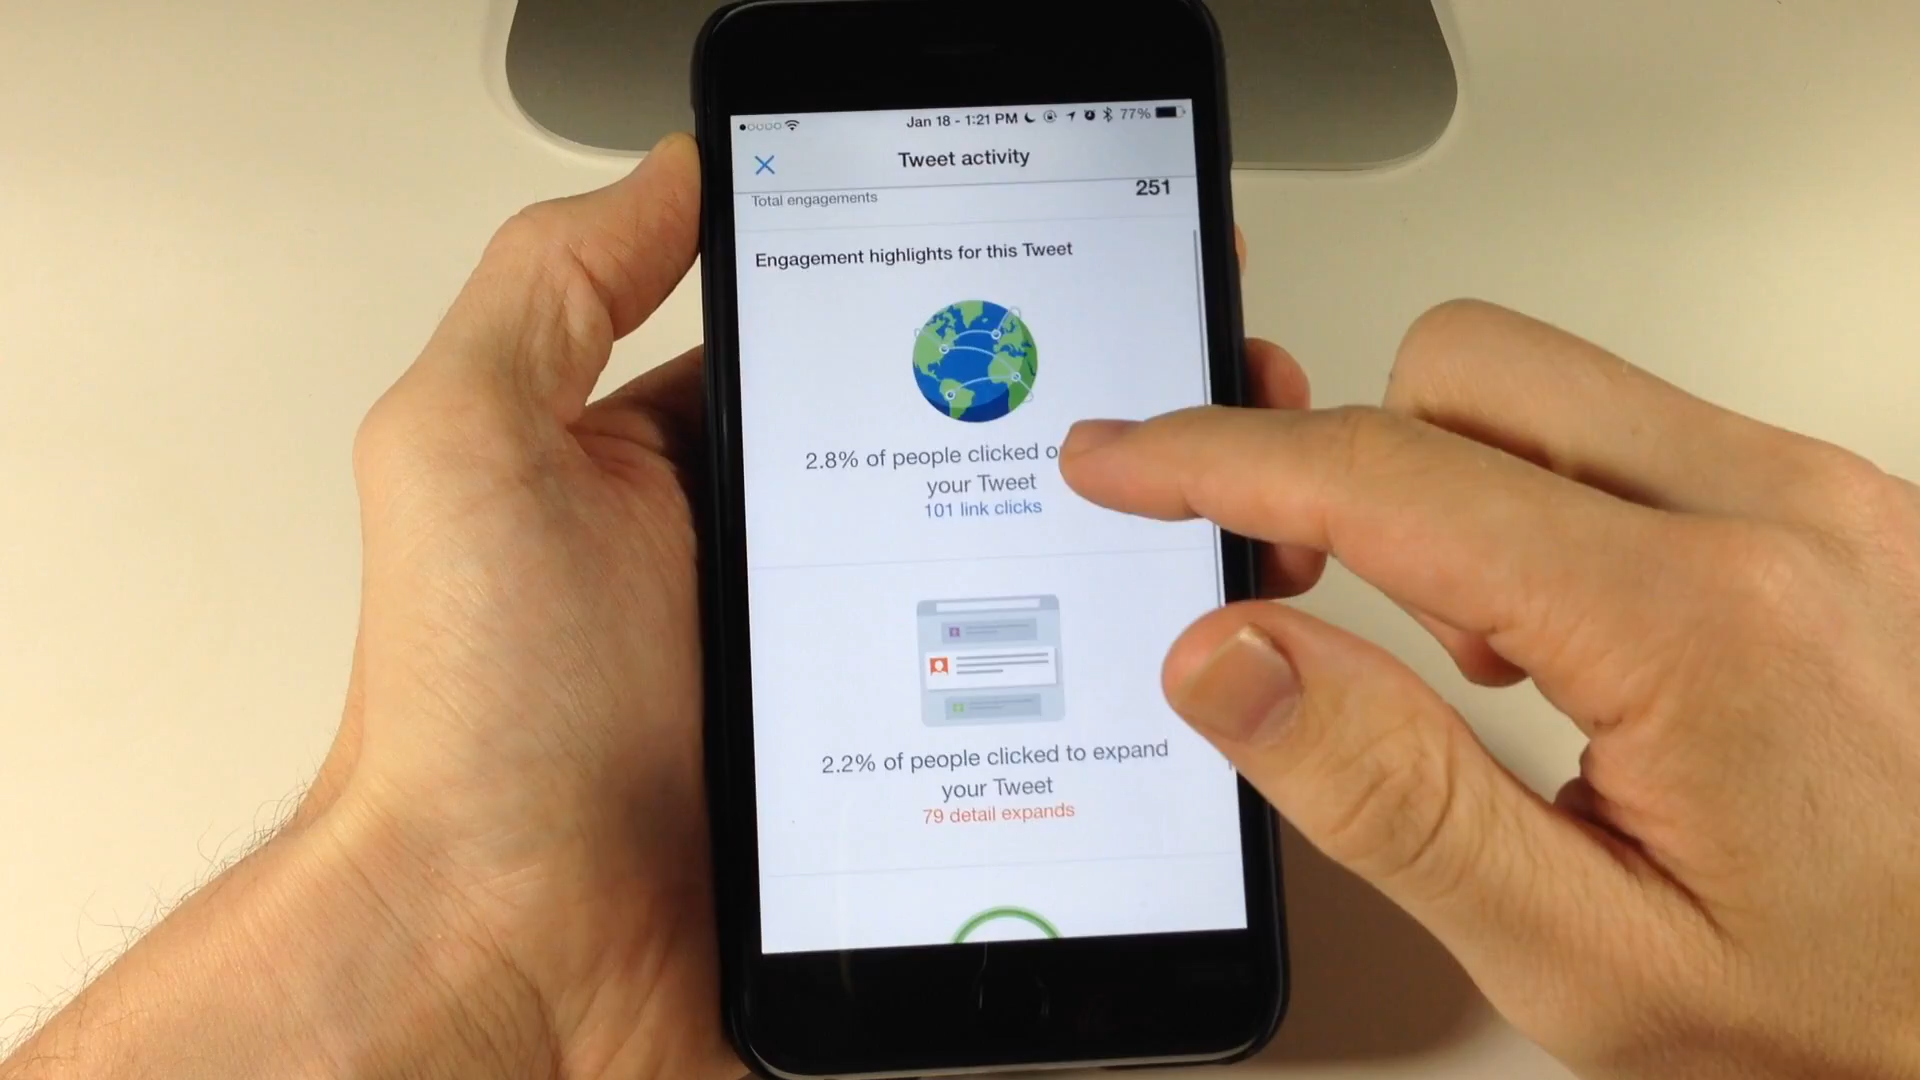 Jan 18 - 1:21 PM 77%
Tweet activity
Total engagements 251
Engagement highlights for this Tweet
2.8% of people clicked
your Tweet
101 link clicks
2.2% of people clicked to expand
your Tweet
79 detail expands